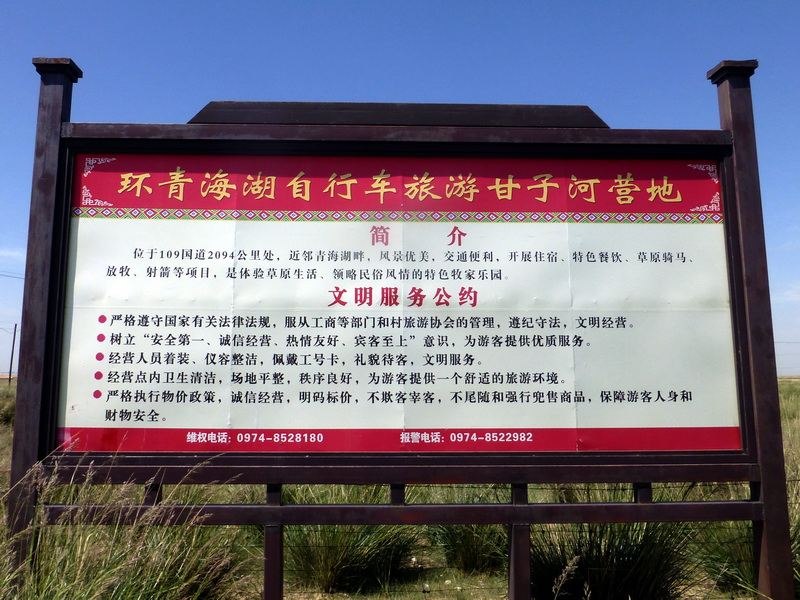 环青海湖自行车旅游甘子河营地
简 介
位于109国道2094公里处，近邻青海湖畔，风景优美，交通便利，开展住宿、特色餐饮、草原骑马、
放牧、射箭等项目，是体验草原生活、领略民俗风情的特色牧家乐园。
文明服务公约
●严格遵守国家有关法律法规，服从工商等部门和村旅游协会的管理，遵纪守法，文明经营。
●树立“安全第一、诚信经营、热情友好、宾客至上”意识，为游客提供优质服务。
●经营人员着装、仪容整洁，佩戴工号卡，礼貌待客，文明服务。
●经营点内卫生清洁，场地平整，秩序良好，为游客提供一个舒适的旅游环境。
●严格执行物价政策，诚信经营，明码标价，不欺客宰客，不尾随和强行兜售商品，保障游客人身和
财物安全。
维权电话：0974-8528180 报警电话：0974-8522982